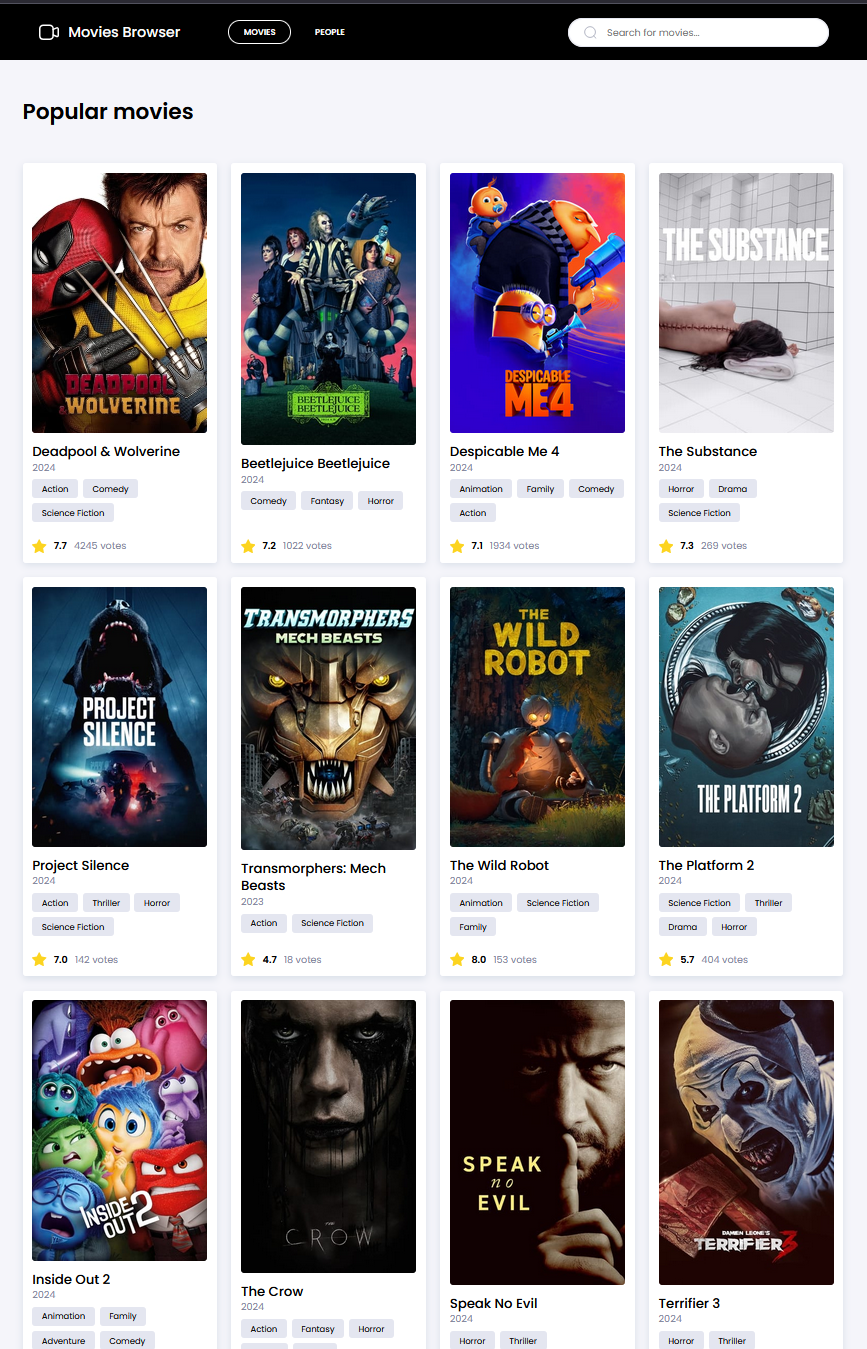 Movies Browser
MOVIES
PEOPLE
Search for movies...
Popular movies
DEADPOOL
& WOLVERINE
Deadpool & Wolverine
2024
Action Comedy
Science Fiction
7.7 4245 votes
BEETLEJUICE
BEETLEJUICE
Beetlejuice Beetlejuice
2024
Comedy Fantasy Horror
7.2 1022 votes
DESPICABLE
ME4
Despicable Me 4
2024
Animation Family Comedy
Action
7.1 1934 votes
THE SUBSTANCE
The Substance
2024
Horror Drama
Science Fiction
7.3 269 votes
PROJECT
SILENCE
Project Silence
2024
Action Thriller Horror
Science Fiction
7.0 142 votes
TRANSMORPHERS
MECH BEASTS
Transmorphers: Mech
Beasts
2023
Action Science Fiction
4.7 18 votes
THE
WILD
ROBOT
The Wild Robot
2024
Animation Science Fiction
Family
8.0 153 votes
THE PLATFORM 2
The Platform 2
2024
Science Fiction Thriller
Drama Horror
5.7 404 votes
INSIDE
OUT 2
Inside Out 2
2024
Animation Family
Adventure Comedy
THE
CROW
The Crow
2024
Action Fantasy Horror
SPEAK
no
EVIL
Speak No Evil
2024
Horror Thriller
DAMIEN LEONE'S
TERRIFIER 3
Terrifier 3
2024
Horror Thriller